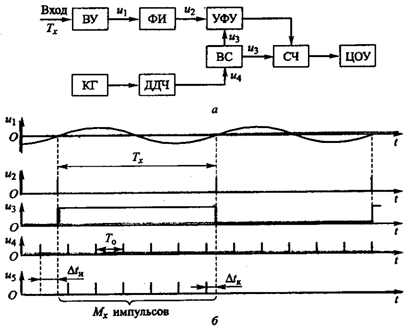 Вход
Tx
ВУ
u1
ФИ
u2
УФУ
u3
ВС
u3
СЧ
ЦОУ
КГ
ДДЧ
u4
а
u1
O
t
Tx
u2
O
t
u3
O
t
u4
T0
O
t
u5
Δtн
Δtк
O
t
Mx импульсов
б